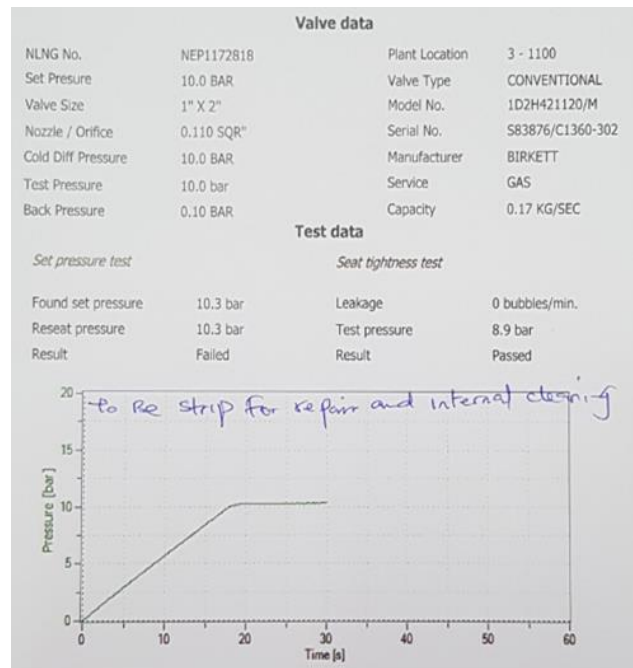 Valve data
NLNG No. NEP1172818 Plant Location 3 - 1100
Set Presure 10.0 BAR Valve Type CONVENTIONAL
Valve Size 1" X 2" Model No. 1D2H421120/M
Nozzle / Orifice 0.110 SQR" Serial No. S83876/C1360-302
Cold Diff Pressure 10.0 BAR Manufacturer BIRKETT
Test Pressure 10.0 bar Service GAS
Back Pressure 0.10 BAR Capacity 0.17 KG/SEC
Test data
Set pressure test Seat tightness test
Found set pressure 10.3 bar Leakage 0 bubbles/min.
Reseat pressure 10.3 bar Test pressure 8.9 bar
Result Failed Result Passed
to Be strip for repair and internal cleaning
Pressure [bar]
20
15
10
5
0
0 10 20 30 40 50 60
Time [s]